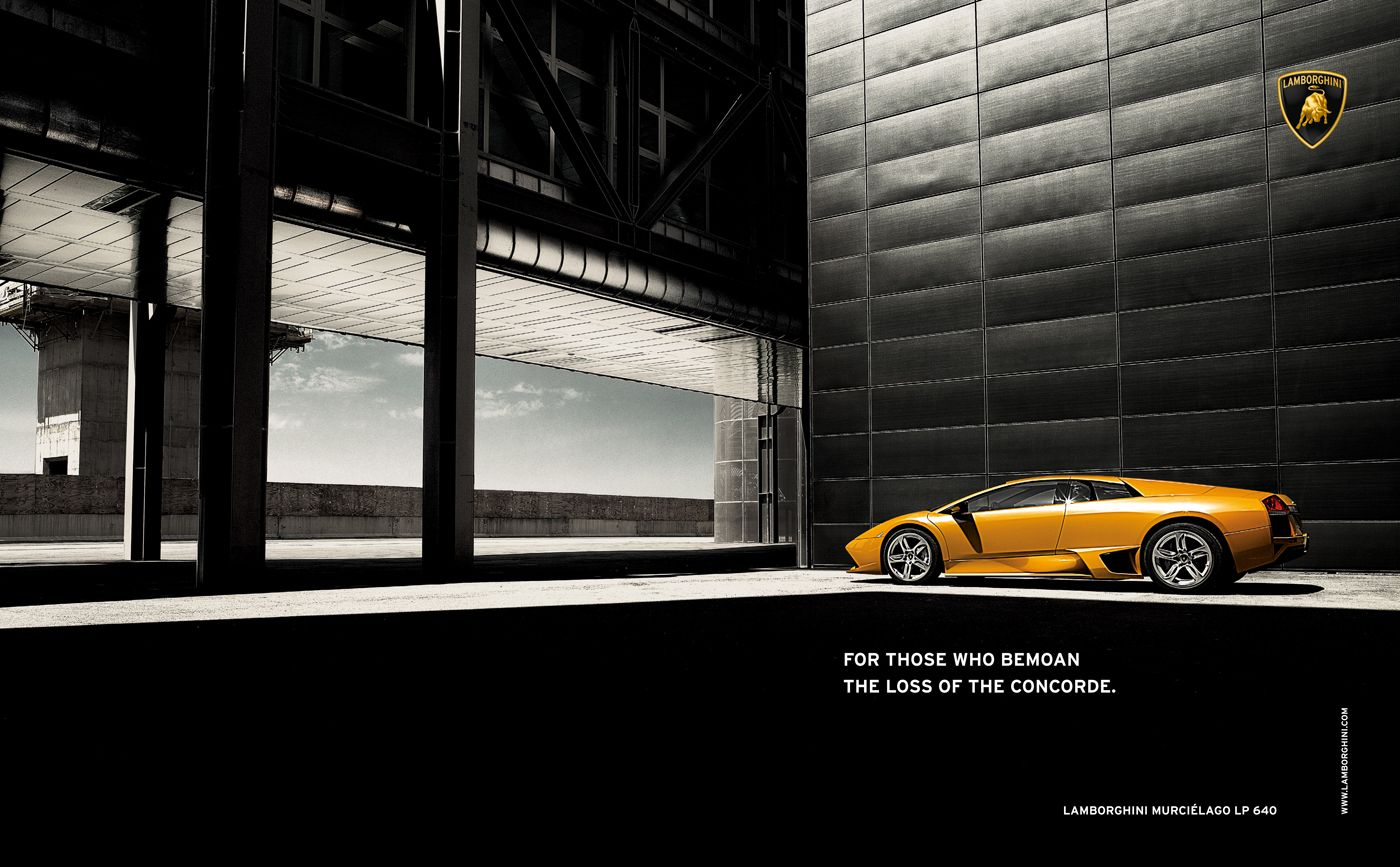 LAMBORGHINI
FOR THOSE WHO BEMOAN
THE LOSS OF THE CONCORDE.
WWW.LAMBORGHINI.COM
LAMBORGHINI MURCIÉLAGO LP 640